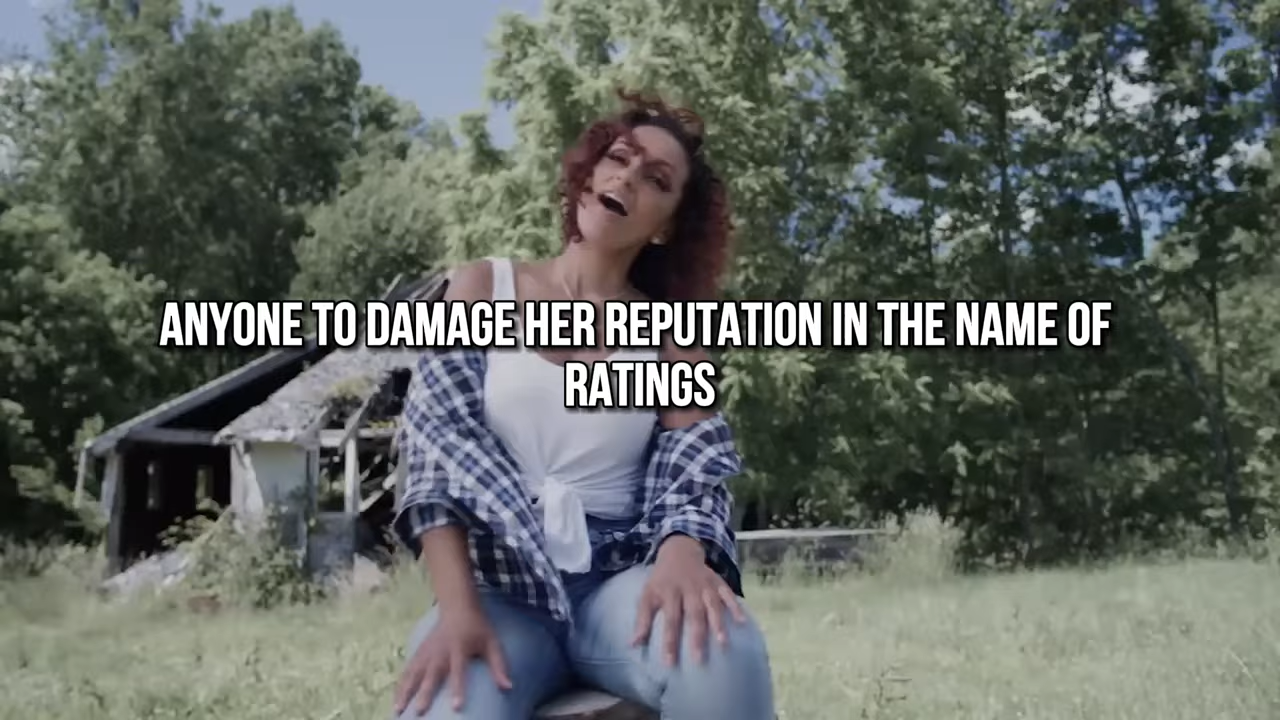 ANYONE TO DAMAGE HER REPUTATION IN THE NAME OF
RATINGS